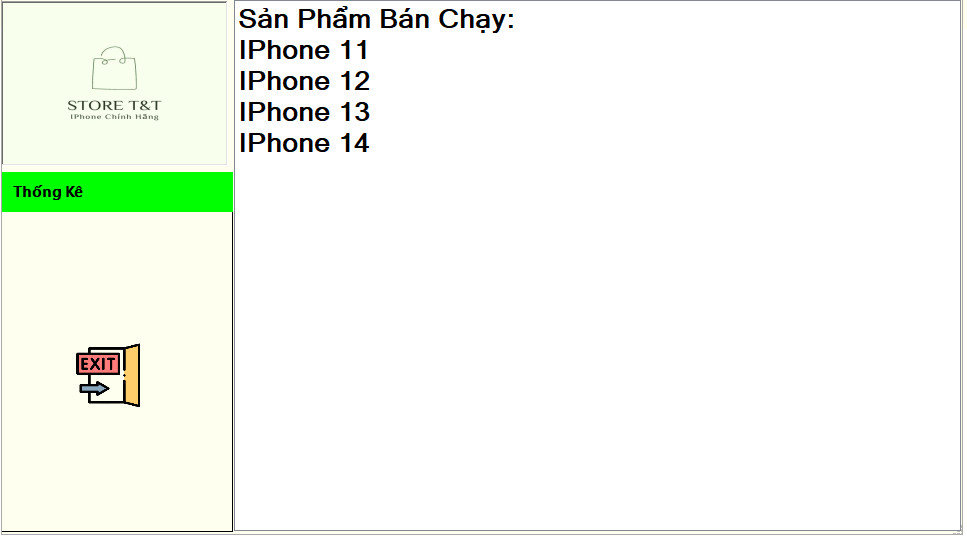 STORE T&T
IPhone Chính Hãng
Thống Kê
EXIT
Sản Phẩm Bán Chạy:
IPhone 11
IPhone 12
IPhone 13
IPhone 14